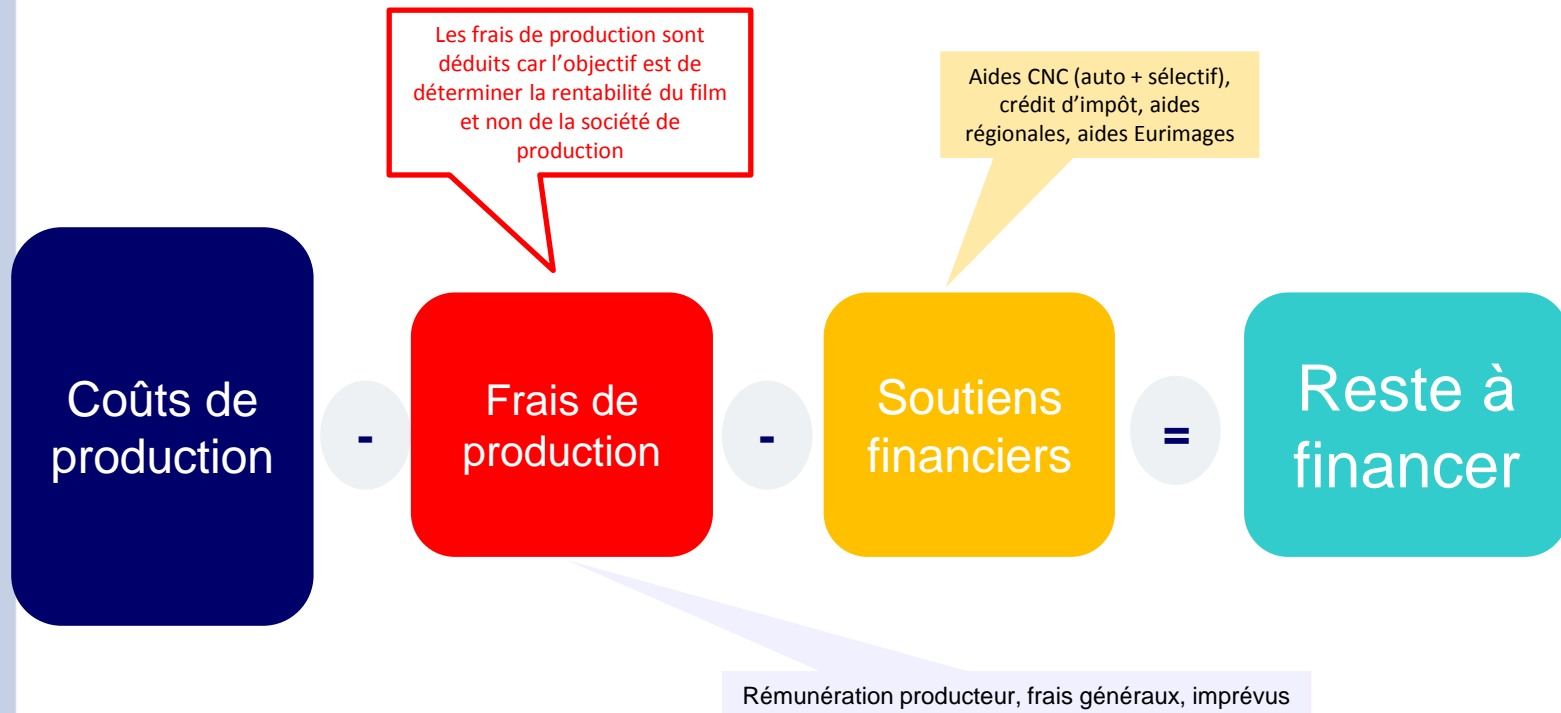 Les frais de production sont
déduits car l’objectif est de
déterminer la rentabilité du film
et non de la société de
production
Aides CNC (auto + sélectif),
crédit d’impôt, aides
régionales, aides Eurimages
Coûts de
production
-
Frais de
production
-
Soutiens
financiers
=
Reste à
financer
Rémunération producteur, frais généraux, imprévus